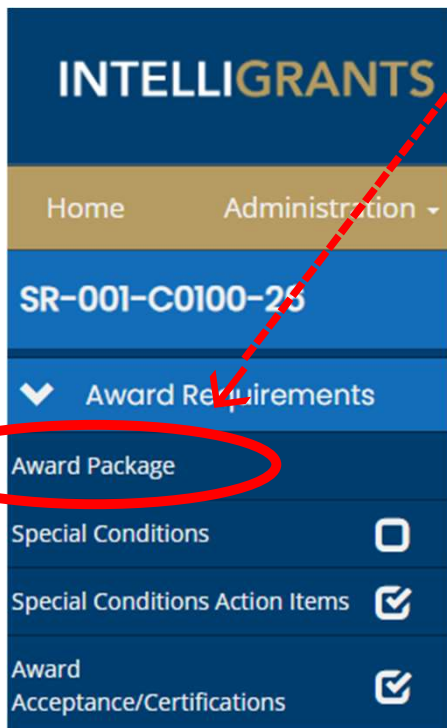 INTELLIGRANTS
Home Administration
SR-001-C0100-26
Award Requirements
Award Package
Special Conditions
Special Conditions Action Items
Award
Acceptance/Certifications